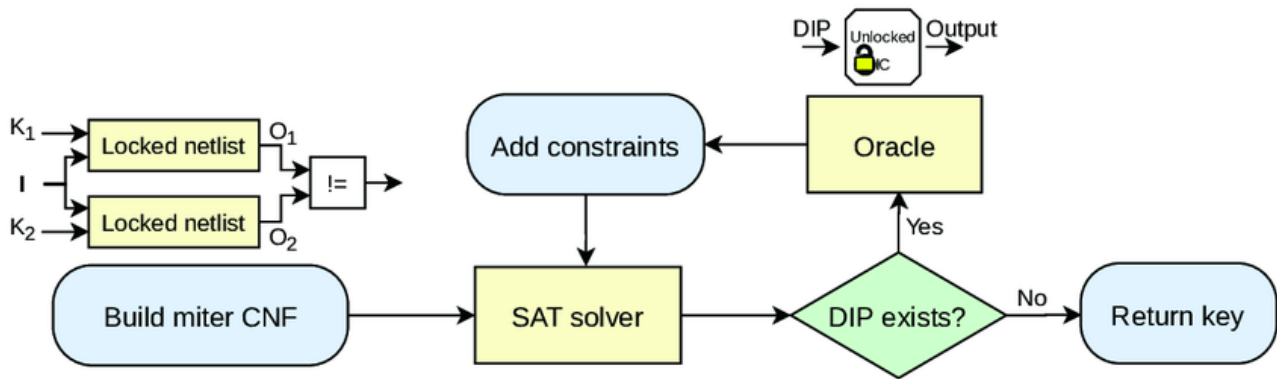 DIP
Unlocked
IC
Output
K1
Locked netlist
O1
I
!=
Locked netlist
K2
O2
Add constraints
Oracle
Yes
Build miter CNF
SAT solver
DIP exists?
No
Return key